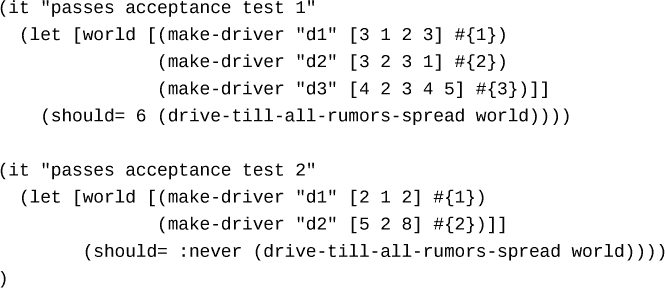 (it "passes acceptance test 1"
  (let [world [(make-driver "d1" [3 1 2 3] #{1})
               (make-driver "d2" [3 2 3 1] #{2})
               (make-driver "d3" [4 2 3 4 5] #{3})]]
    (should= 6 (drive-till-all-rumors-spread world))))

(it "passes acceptance test 2"
  (let [world [(make-driver "d1" [2 1 2] #{1})
               (make-driver "d2" [5 2 8] #{2})]]
        (should= :never (drive-till-all-rumors-spread world))))
)